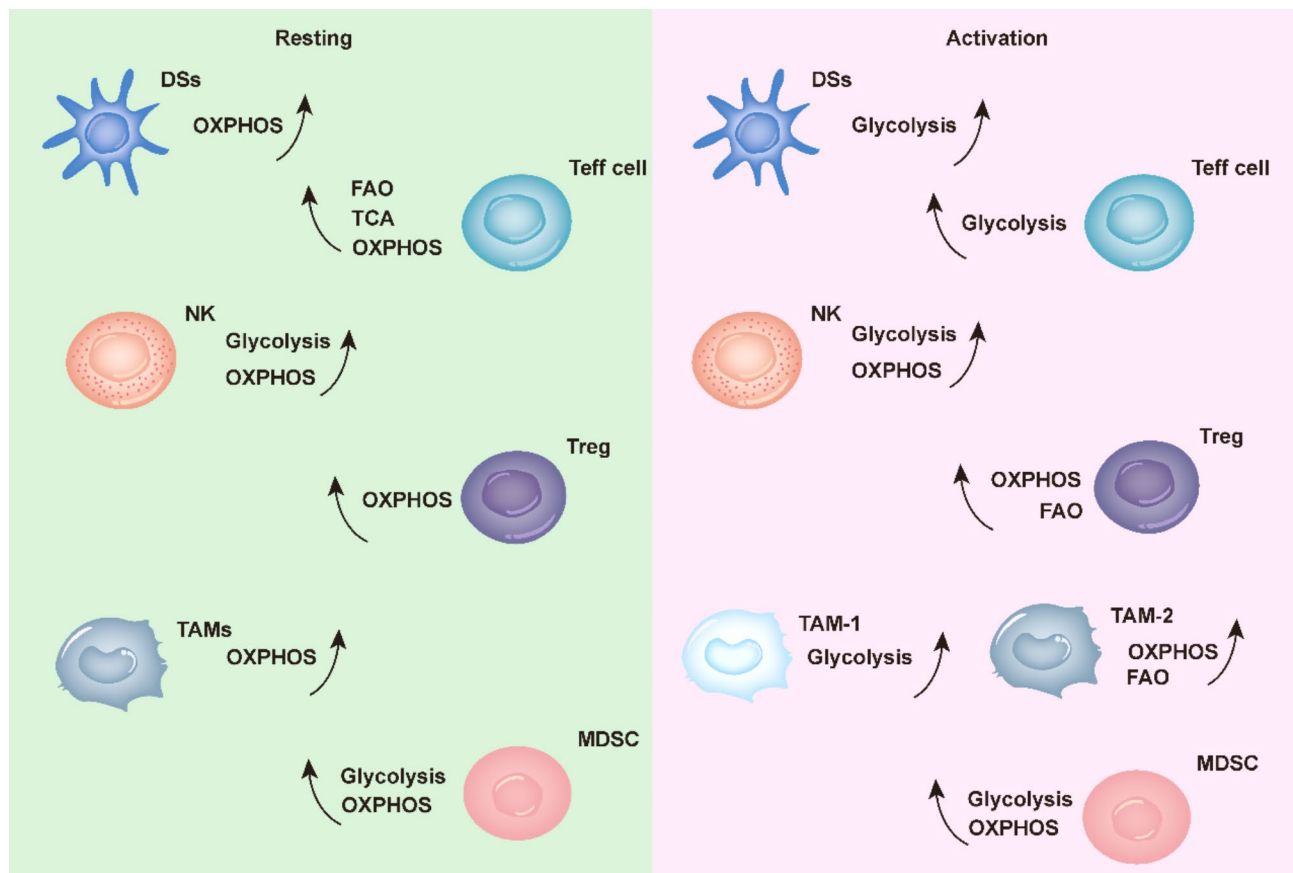 Resting
DSs
OXPHOS
FAO
TCA
OXPHOS
Teff cell
NK
Glycolysis
OXPHOS
Treg
OXPHOS
TAMs
OXPHOS
MDSC
Glycolysis
OXPHOS
Activation
DSs
Glycolysis
Teff cell
Glycolysis
NK
Glycolysis
OXPHOS
Treg
OXPHOS
FAO
TAM-1
Glycolysis
TAM-2
OXPHOS
FAO
MDSC
Glycolysis
OXPHOS